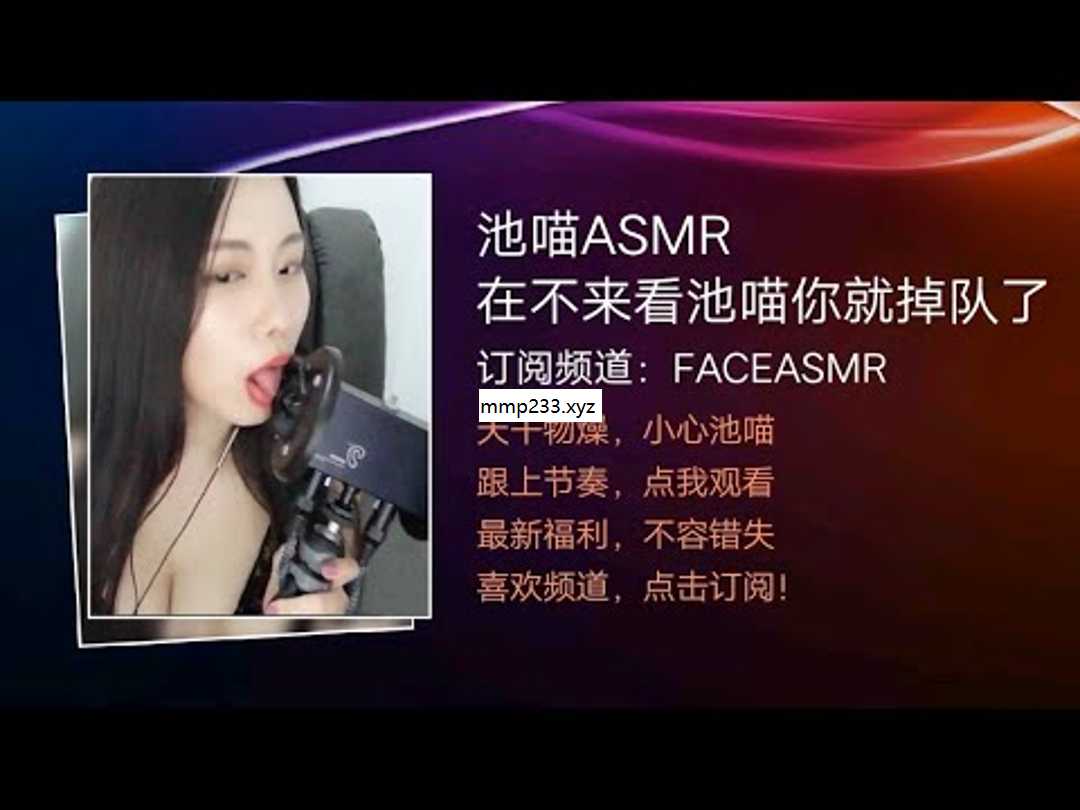 池喵ASMR
在不来看池喵你就掉队了
订阅频道：FACEASMR
mmp233.xyz
天干物燥，小心池喵
跟上节奏，点我观看
最新福利，不容错失
喜欢频道，点击订阅！